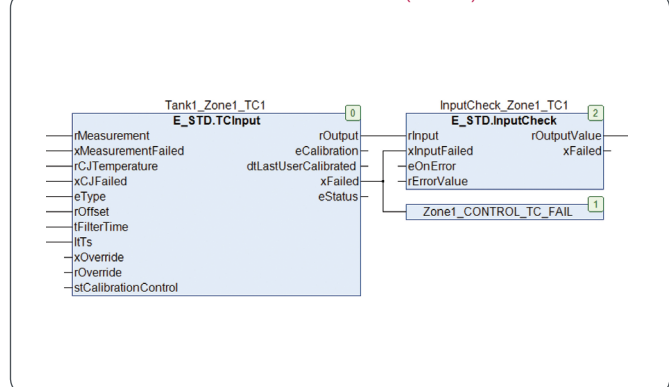 Tank1_Zone1_TC1
0
E_STD.TCInput
rMeasurement rOutput
xMeasurementFailed eCalibration
rCJTemperature dtLastUserCalibrated
xCJFailed xFailed
eType eStatus
rOffset
tFilterTime
ltTs
xOverride
rOverride
stCalibrationControl
InputCheck_Zone1_TC1
2
E_STD.InputCheck
rInput rOutputValue
xInputFailed xFailed
eOnError
rErrorValue
Zone1_CONTROL_TC_FAIL
1